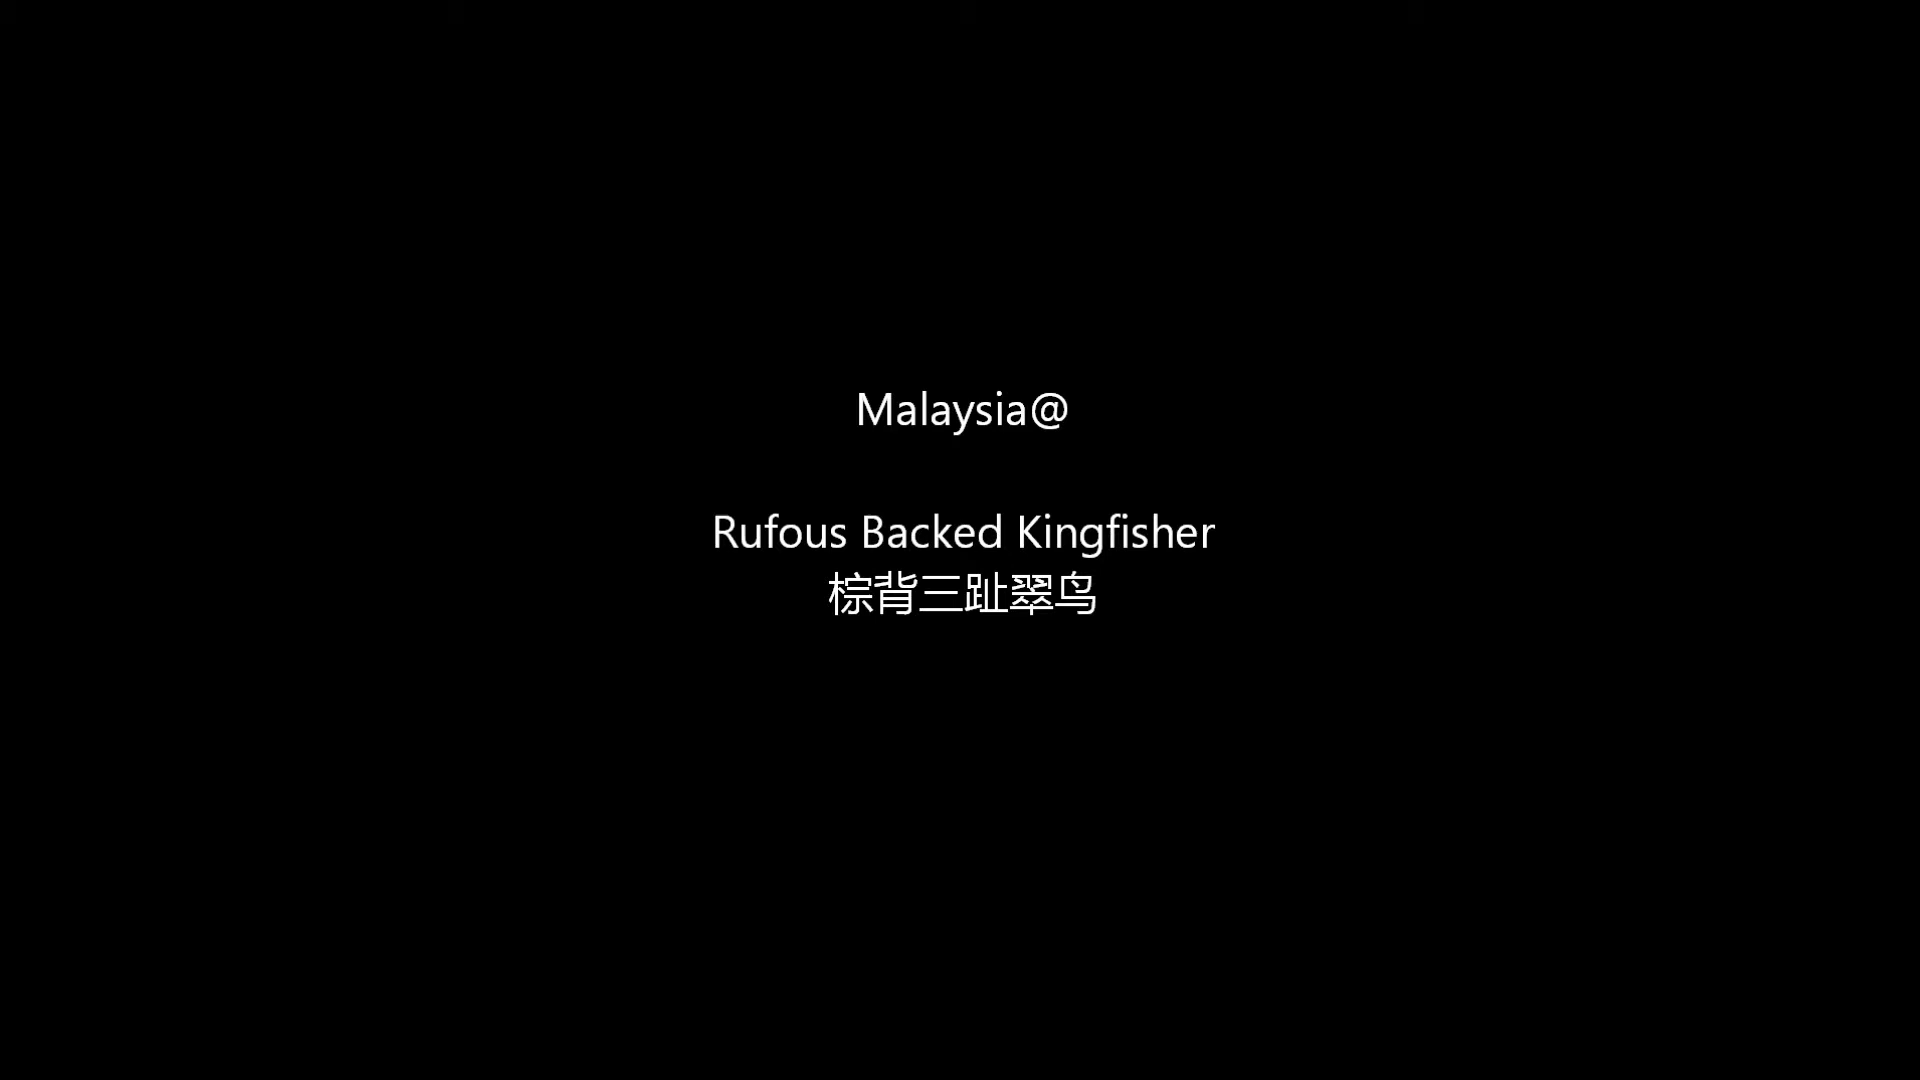 Malaysia@
Rufous Backed Kingfisher
棕背三趾翠鸟